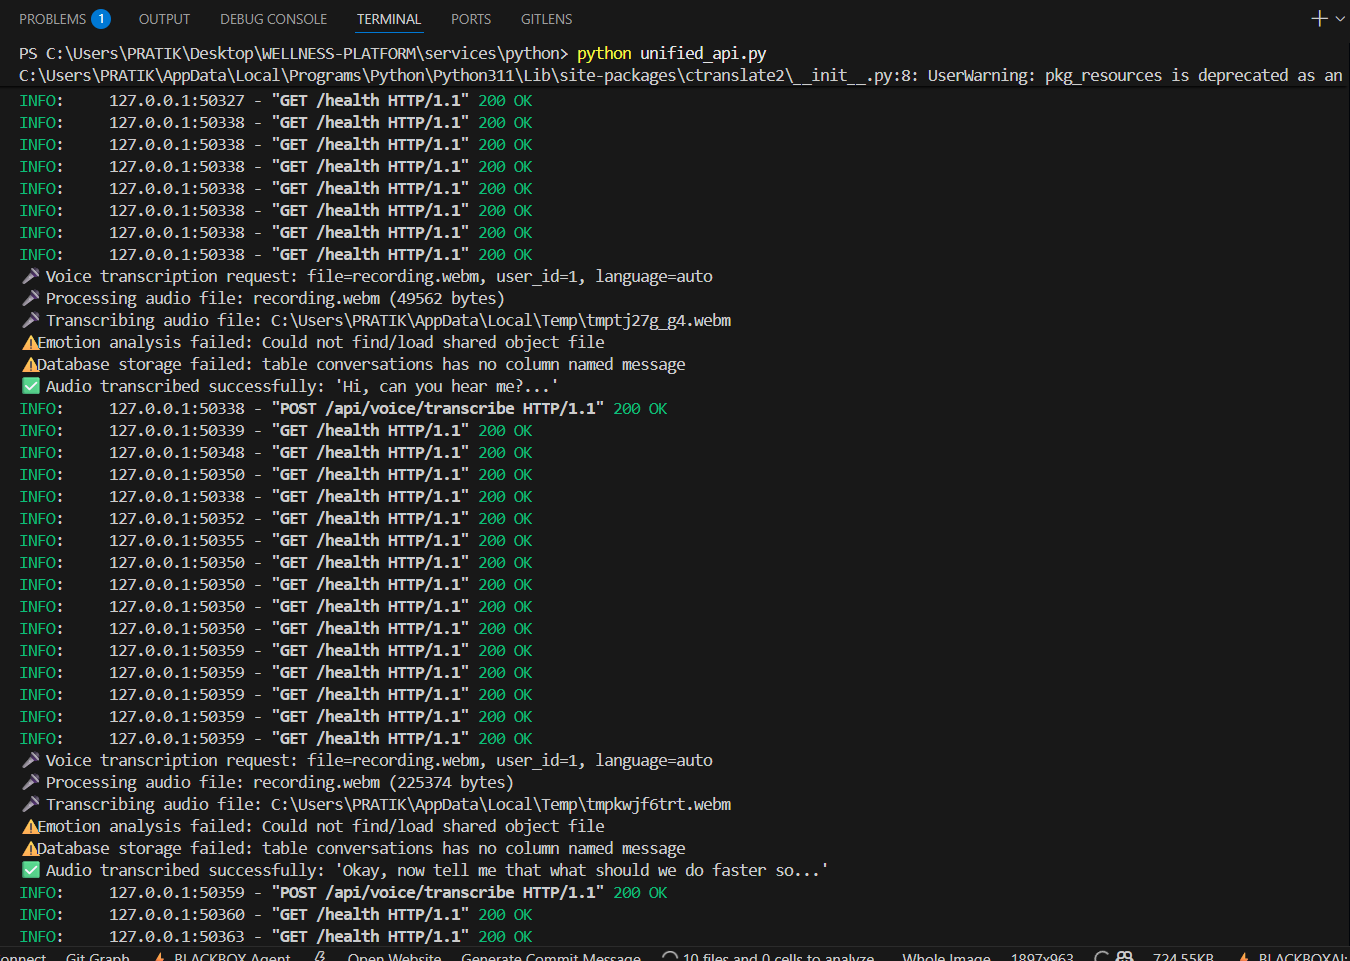 PROBLEMS 1 OUTPUT DEBUG CONSOLE TERMINAL PORTS GITLENS
PS C:\Users\PRATIK\Desktop\WELLNESS-PLATFORM\services\python> python unified_api.py
C:\Users\PRATIK\AppData\Local\Programs\Python\Python311\Lib\site-packages\ctranslate2\__init__.py:8: UserWarning: pkg_resources is deprecated as an
INFO: 127.0.0.1:50327 - "GET /health HTTP/1.1" 200 OK
INFO: 127.0.0.1:50338 - "GET /health HTTP/1.1" 200 OK
INFO: 127.0.0.1:50338 - "GET /health HTTP/1.1" 200 OK
INFO: 127.0.0.1:50338 - "GET /health HTTP/1.1" 200 OK
INFO: 127.0.0.1:50338 - "GET /health HTTP/1.1" 200 OK
INFO: 127.0.0.1:50338 - "GET /health HTTP/1.1" 200 OK
INFO: 127.0.0.1:50338 - "GET /health HTTP/1.1" 200 OK
INFO: 127.0.0.1:50338 - "GET /health HTTP/1.1" 200 OK
🎤 Voice transcription request: file=recording.webm, user_id=1, language=auto
🎤 Processing audio file: recording.webm (49562 bytes)
🎤 Transcribing audio file: C:\Users\PRATIK\AppData\Local\Temp\tmptj27g_g4.webm
⚠️Emotion analysis failed: Could not find/load shared object file
⚠️Database storage failed: table conversations has no column named message
✅ Audio transcribed successfully: 'Hi, can you hear me?...'
INFO: 127.0.0.1:50338 - "POST /api/voice/transcribe HTTP/1.1" 200 OK
INFO: 127.0.0.1:50339 - "GET /health HTTP/1.1" 200 OK
INFO: 127.0.0.1:50348 - "GET /health HTTP/1.1" 200 OK
INFO: 127.0.0.1:50350 - "GET /health HTTP/1.1" 200 OK
INFO: 127.0.0.1:50338 - "GET /health HTTP/1.1" 200 OK
INFO: 127.0.0.1:50352 - "GET /health HTTP/1.1" 200 OK
INFO: 127.0.0.1:50355 - "GET /health HTTP/1.1" 200 OK
INFO: 127.0.0.1:50350 - "GET /health HTTP/1.1" 200 OK
INFO: 127.0.0.1:50350 - "GET /health HTTP/1.1" 200 OK
INFO: 127.0.0.1:50350 - "GET /health HTTP/1.1" 200 OK
INFO: 127.0.0.1:50350 - "GET /health HTTP/1.1" 200 OK
INFO: 127.0.0.1:50359 - "GET /health HTTP/1.1" 200 OK
INFO: 127.0.0.1:50359 - "GET /health HTTP/1.1" 200 OK
INFO: 127.0.0.1:50359 - "GET /health HTTP/1.1" 200 OK
INFO: 127.0.0.1:50359 - "GET /health HTTP/1.1" 200 OK
INFO: 127.0.0.1:50359 - "GET /health HTTP/1.1" 200 OK
🎤 Voice transcription request: file=recording.webm, user_id=1, language=auto
🎤 Processing audio file: recording.webm (225374 bytes)
🎤 Transcribing audio file: C:\Users\PRATIK\AppData\Local\Temp\tmpkwjf6trt.webm
⚠️Emotion analysis failed: Could not find/load shared object file
⚠️Database storage failed: table conversations has no column named message
✅ Audio transcribed successfully: 'Okay, now tell me that what should we do faster so...'
INFO: 127.0.0.1:50359 - "POST /api/voice/transcribe HTTP/1.1" 200 OK
INFO: 127.0.0.1:50360 - "GET /health HTTP/1.1" 200 OK
INFO: 127.0.0.1:50363 - "GET /health HTTP/1.1" 200 OK
onnect Git Graph BLACKBOX Agent Open Website Generate Commit Message 10 files and 0 cells to analyze Whole Image 1897x963 724.55KB BLACKBOXAI: